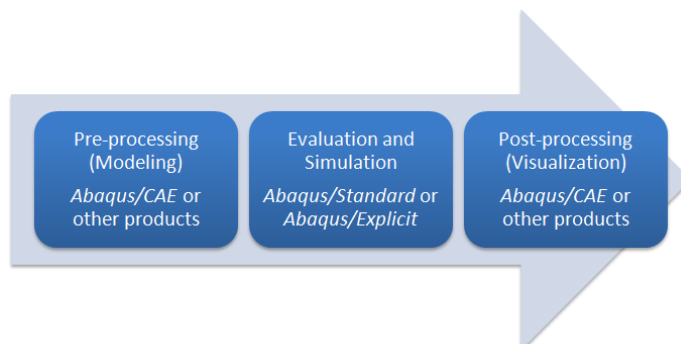 Pre-processing
(Modeling)
Abaqus/CAE or
other products
Evaluation and
Simulation
Abaqus/Standard or
Abaqus/Explicit
Post-processing
(Visualization)
Abaqus/CAE or
other products